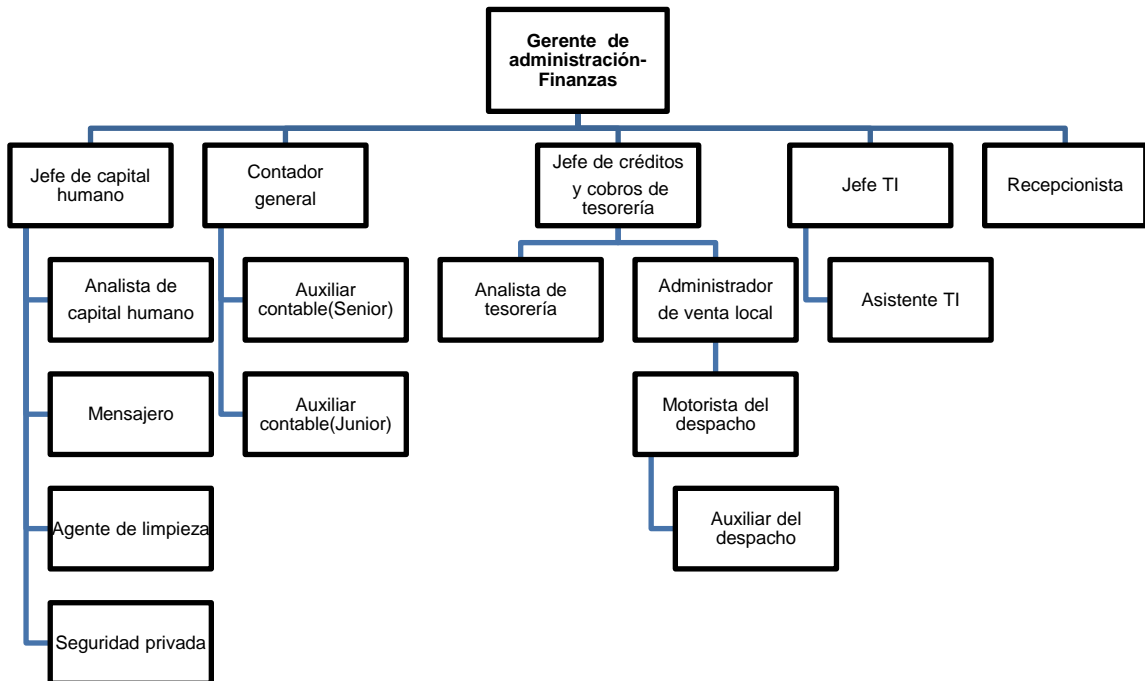 Gerente de
administración-
Finanzas
Jefe de capital
humano
Contador
general
Jefe de créditos
y cobros de
tesorería
Jefe TI
Recepcionista
Analista de
capital humano
Auxiliar
contable(Senior)
Analista de
tesorería
Administrador
de venta local
Asistente TI
Mensajero
Auxiliar
contable(Junior)
Motorista del
despacho
Agente de limpieza
Auxiliar del
despacho
Seguridad privada